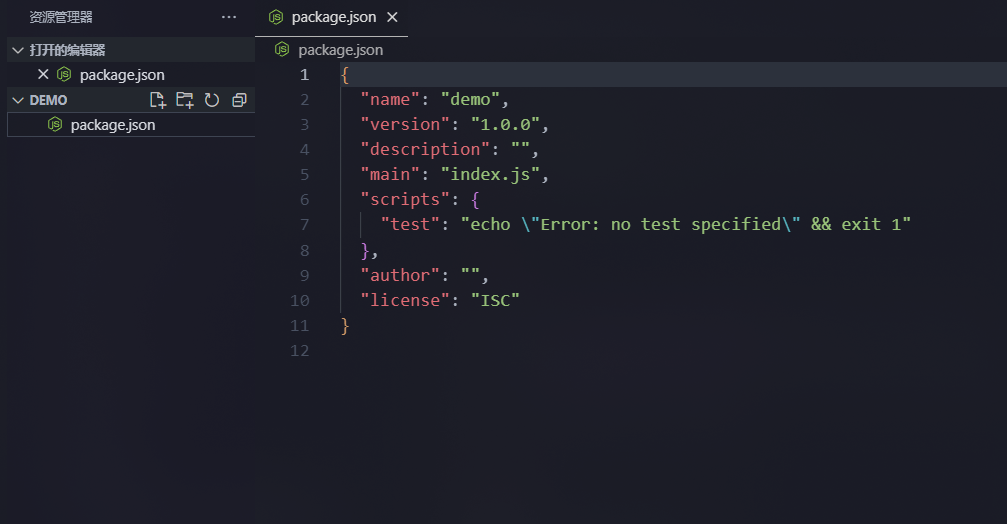 资源管理器 ···
打开的编辑器
package.json
DEMO
package.json
package.json
package.json
1 {
2 "name": "demo",
3 "version": "1.0.0",
4 "description": "",
5 "main": "index.js",
6 "scripts": {
7 "test": "echo \"Error: no test specified\" && exit 1"
8 },
9 "author": "",
10 "license": "ISC"
11 }
12